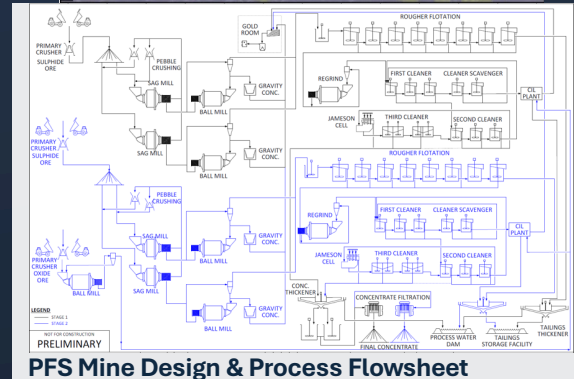 GOLD
ROOM
ROUGHER FLOTATION
PRIMARY
CRUSHER
SULPHIDE
ORE
PEBBLE
CRUSHING
SAG MILL
GRAVITY
CONC.
BALL MILL
REGRIND
FIRST CLEANER
CLEANER SCAVENGER
CIL
PLANT
JAMESON
CELL
THIRD CLEANER
SECOND CLEANER
SAG MILL
GRAVITY
CONC.
BALL MILL
ROUGHER FLOTATION
PRIMARY
CRUSHER
SULPHIDE
ORE
PEBBLE
CRUSHING
SAG MILL
GRAVITY
CONC.
BALL MILL
REGRIND
FIRST CLEANER
CLEANER SCAVENGER
CIL
PLANT
JAMESON
CELL
THIRD CLEANER
SECOND CLEANER
PRIMARY
CRUSHER
OXIDE
ORE
BALL MILL
SAG MILL
GRAVITY
CONC.
BALL MILL
CONC.
THICKENER
CONCENTRATE FILTRATION
FINAL CONCENTRATE
PROCESS WATER
DAM
TAILINGS
STORAGE FACILITY
TAILINGS
THICKENER
LEGEND
STAGE 1
STAGE 2
NOT FOR CONSTRUCTION
PRELIMINARY
PFS Mine Design & Process Flowsheet